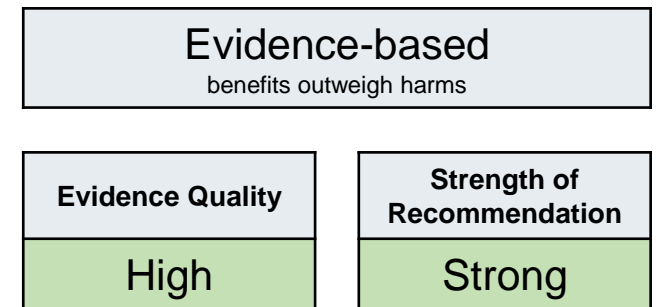 Evidence-based
benefits outweigh harms
Evidence Quality
Strength of
Recommendation
High
Strong